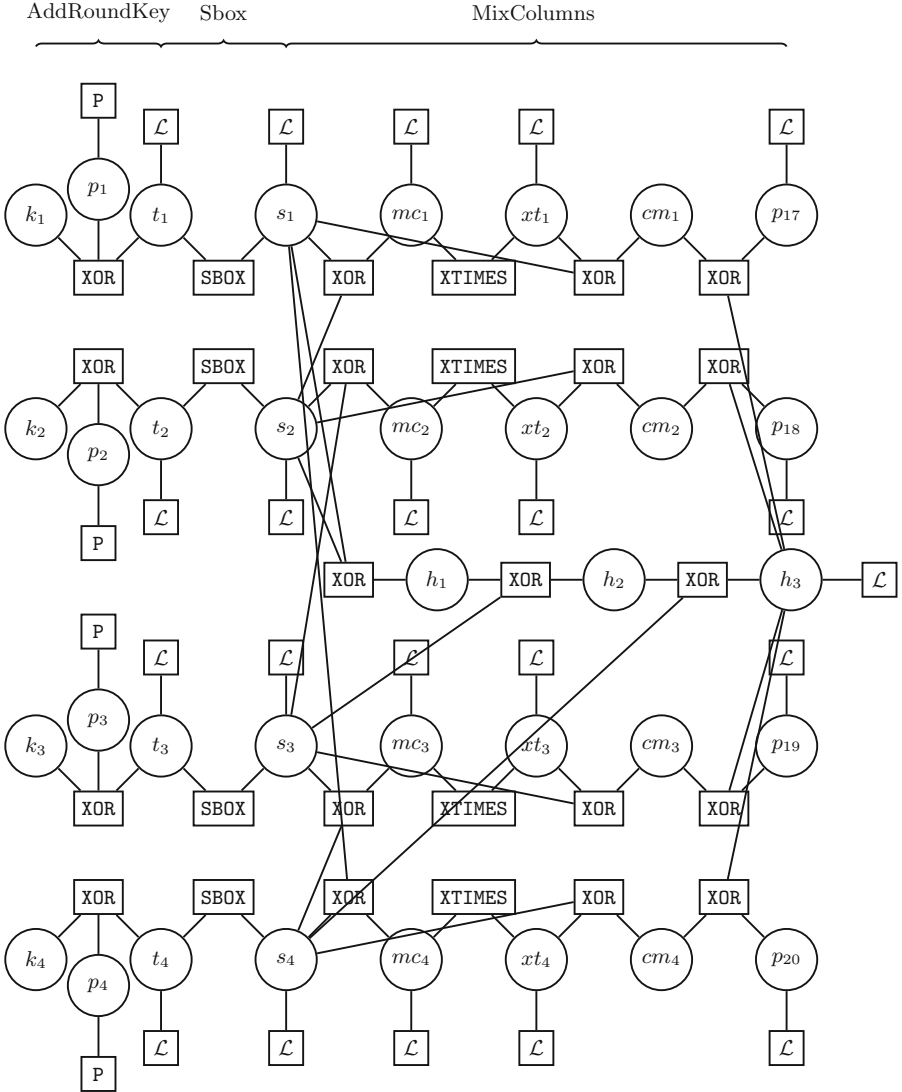 AddRoundKey Sbox MixColumns
P ℒ ℒ ℒ ℒ ℒ
k₁ p₁ t₁ s₁ mc₁ xt₁ cm₁ p₁₇
XOR SBOX XOR XTIMES XOR XOR
XOR SBOX XOR XTIMES XOR XOR
k₂ p₂ t₂ s₂ mc₂ xt₂ cm₂ p₁₈
P ℒ ℒ ℒ ℒ ℒ
XOR h₁ XOR h₂ XOR h₃ ℒ
P ℒ ℒ ℒ ℒ ℒ
k₃ p₃ t₃ s₃ mc₃ xt₃ cm₃ p₁₉
XOR SBOX XOR XTIMES XOR XOR
XOR SBOX XOR XTIMES XOR XOR
k₄ p₄ t₄ s₄ mc₄ xt₄ cm₄ p₂₀
P ℒ ℒ ℒ ℒ ℒ